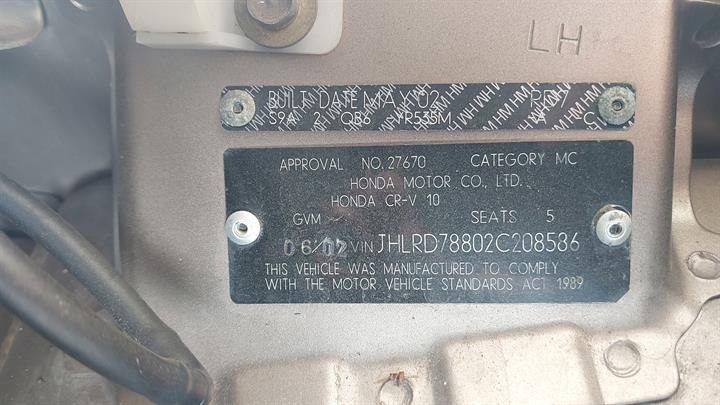 LH
BUILT DATE MAY 02
S9A 2 QB6 YR535M C
APPROVAL NO. 27670 CATEGORY MC
HONDA MOTOR CO., LTD.
HONDA CR-V 10
GVM SEATS 5
06/02 VIN JHLRD78802C208586
THIS VEHICLE WAS MANUFACTURED TO COMPLY
WITH THE MOTOR VEHICLE STANDARDS ACT 1989